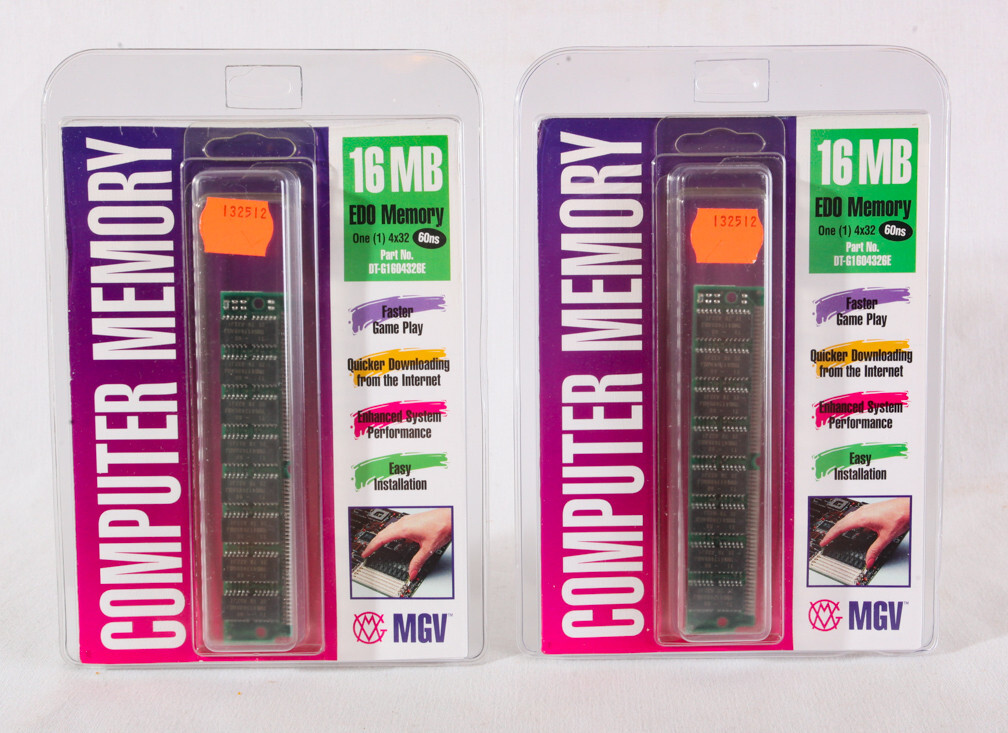 COMPUTER MEMORY
132512
16 MB
EDO Memory
One (1) 4x32 60ns
Part No.
DT-G1604326E
Faster
Game Play
Quicker Downloading
from the Internet
Enhanced System
Performance
Easy
Installation
MGV™
COMPUTER MEMORY
132512
16 MB
EDO Memory
One (1) 4x32 60ns
Part No.
DT-G1604326E
Faster
Game Play
Quicker Downloading
from the Internet
Enhanced System
Performance
Easy
Installation
MGV™